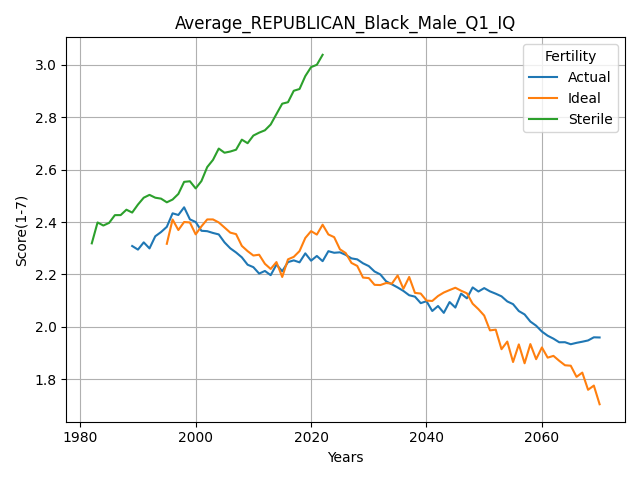 Average_REPUBLICAN_Black_Male_Q1_IQ
Fertility
Actual
Ideal
Sterile
Score(1-7)
3.0
2.8
2.6
2.4
2.2
2.0
1.8
1980
2000
2020
2040
2060
Years